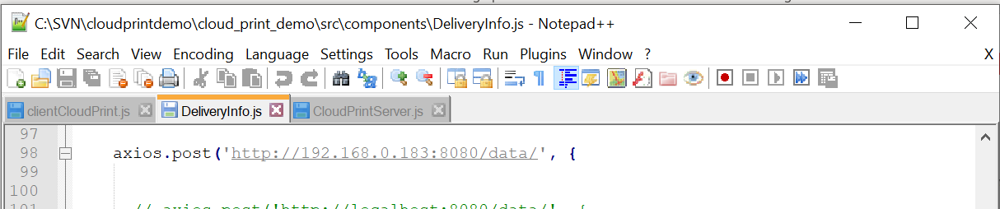 C:\SVN\cloudprintdemo\cloud_print_demo\src\components\DeliveryInfo.js - Notepad++
File Edit Search View Encoding Language Settings Tools Macro Run Plugins Window ? X
clientCloudPrint.js DeliveryInfo.js CloudPrintServer.js
97
98 axios.post('http://192.168.0.183:8080/data/', {
99
100
101 // axios.post('http://localhost:8080/data/', {